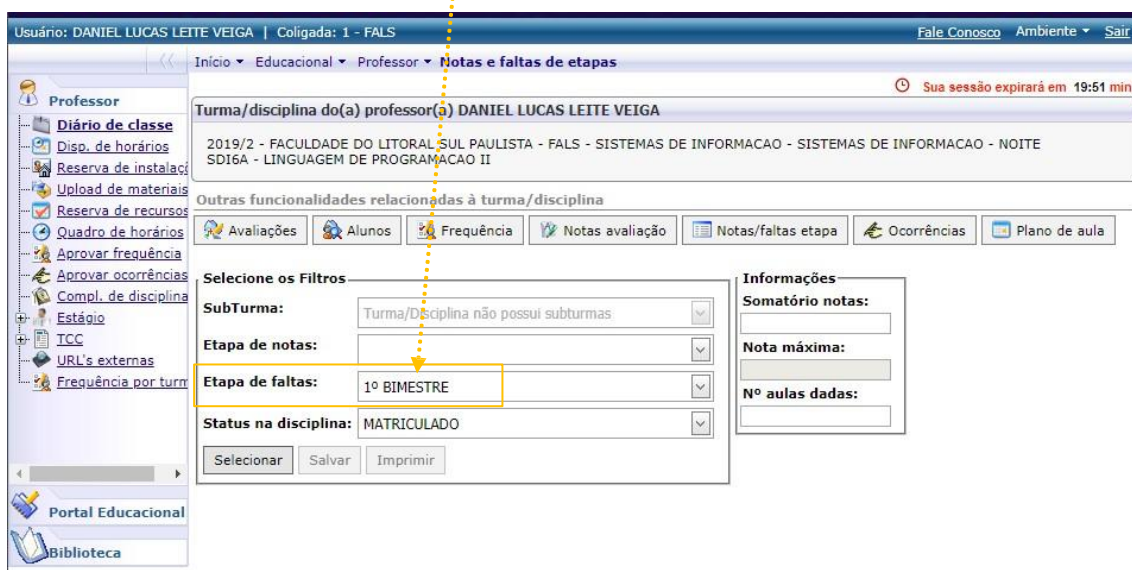 Usuário: DANIEL LUCAS LEITE VEIGA | Coligada: 1 - FALS
Fale Conosco Ambiente Sair
Início Educacional Professor Notas e faltas de etapas
Sua sessão expirará em 19:51 min
Professor
Diário de classe
Disp. de horários
Reserva de instalaç
Upload de materiais
Reserva de recursos
Quadro de horários
Aprovar frequência
Aprovar ocorrências
Compl. de disciplina
Estágio
TCC
URL's externas
Frequência por turm
Portal Educacional
Biblioteca
Turma/disciplina do(a) professor(a) DANIEL LUCAS LEITE VEIGA
2019/2 - FACULDADE DO LITORAL SUL PAULISTA - FALS - SISTEMAS DE INFORMACAO - SISTEMAS DE INFORMACAO - NOITE
SDI6A - LINGUAGEM DE PROGRAMACAO II
Outras funcionalidades relacionadas à turma/disciplina
Avaliações Alunos Frequência Notas avaliação Notas/faltas etapa Ocorrências Plano de aula
Selecione os Filtros
SubTurma: Turma/Disciplina não possui subturmas
Etapa de notas:
Etapa de faltas: 1º BIMESTRE
Status na disciplina: MATRICULADO
Selecionar Salvar Imprimir
Informações
Somatório notas:
Nota máxima:
Nº aulas dadas: